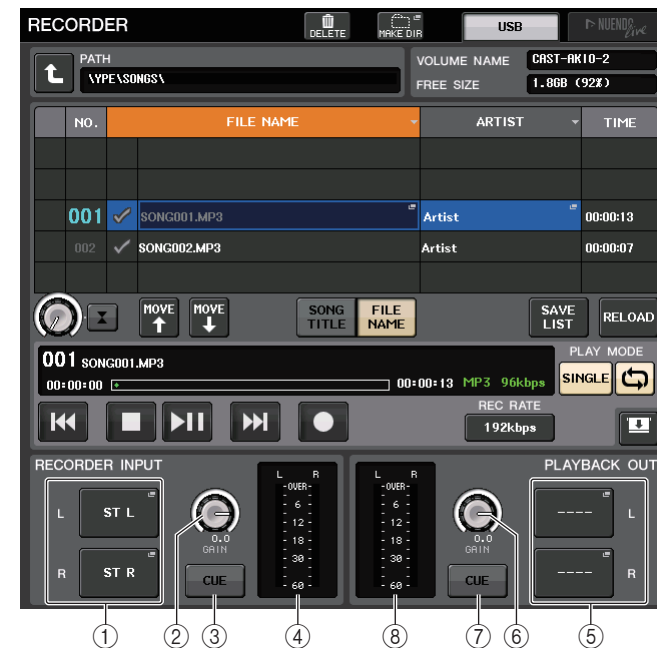 RECORDER
DELETE
MAKE DIR
USB
NUENDO Live
PATH
\YPE\SONGS\
VOLUME NAME CAST-AKIO-2
FREE SIZE 1.8GB (92%)
NO. FILE NAME ARTIST TIME
001 SONG001.MP3 Artist 00:00:13
002 SONG002.MP3 Artist 00:00:07
MOVE MOVE
SONG TITLE
FILE NAME
SAVE LIST
RELOAD
001 SONG001.MP3
00:00:00 00:00:13 MP3 96kbps
PLAY MODE
SINGLE
REC RATE
192kbps
RECORDER INPUT
L ST L
R ST R
0.0
GAIN
CUE
L R
-OVER-
- 6 -
- 12 -
- 18 -
- 30 -
- 60 -
L R
-OVER-
- 6 -
- 12 -
- 18 -
- 30 -
- 60 -
0.0
GAIN
CUE
PLAYBACK OUT
---- L
---- R
① ② ③ ④ ⑧ ⑦ ⑥ ⑤